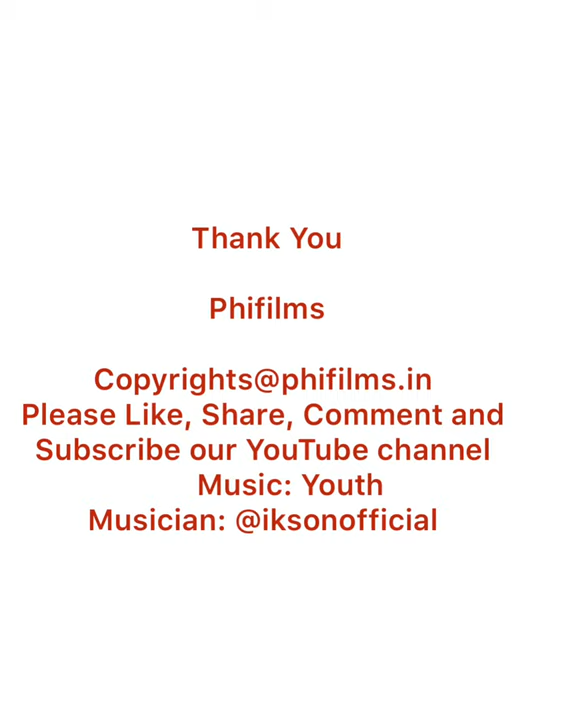 Thank You
Phifilms
Copyrights@phifilms.in
Please Like, Share, Comment and
Subscribe our YouTube channel
Music: Youth
Musician: @iksonofficial